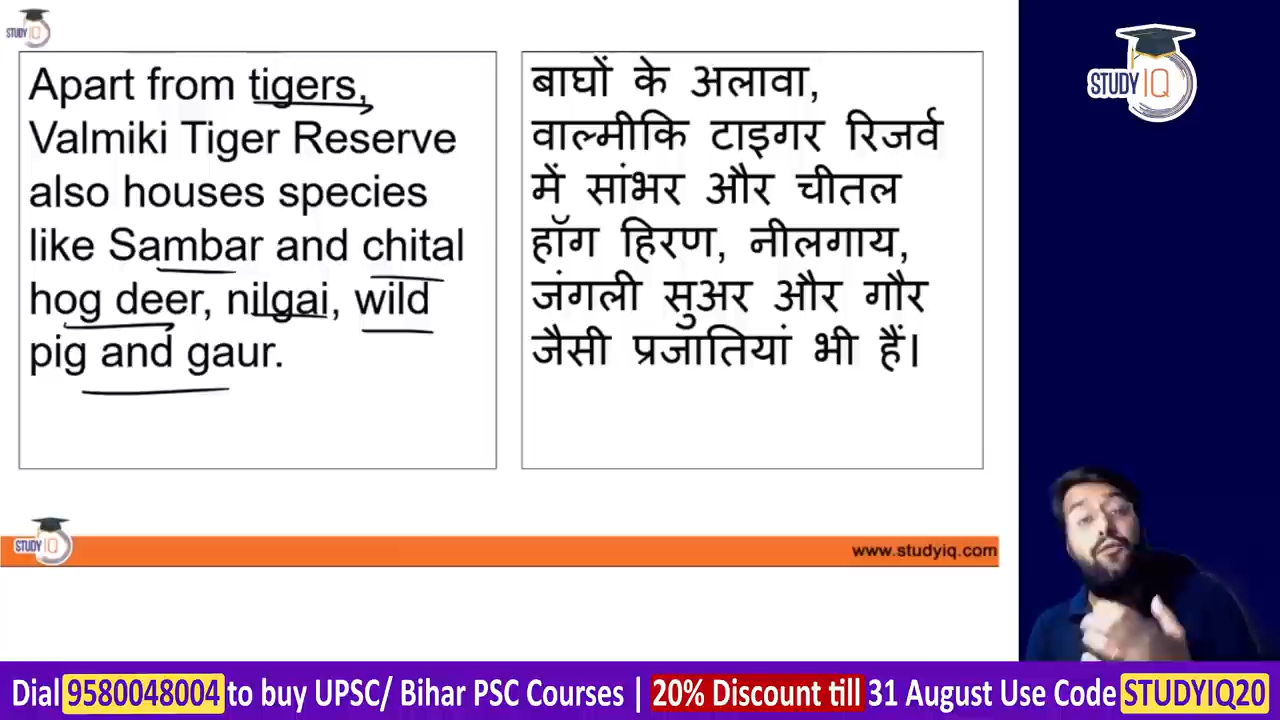 STUDY IQ
Apart from tigers,
Valmiki Tiger Reserve
also houses species
like Sambar and chital
hog deer, nilgai, wild
pig and gaur.
बाघों के अलावा,
वाल्मीकि टाइगर रिजर्व
में सांभर और चीतल
हॉग हिरण, नीलगाय,
जंगली सुअर और गौर
जैसी प्रजातियां भी हैं।
STUDY IQ
STUDY IQ
www.studyiq.com
Dial 9580048004 to buy UPSC/ Bihar PSC Courses | 20% Discount till 31 August Use Code STUDYIQ20